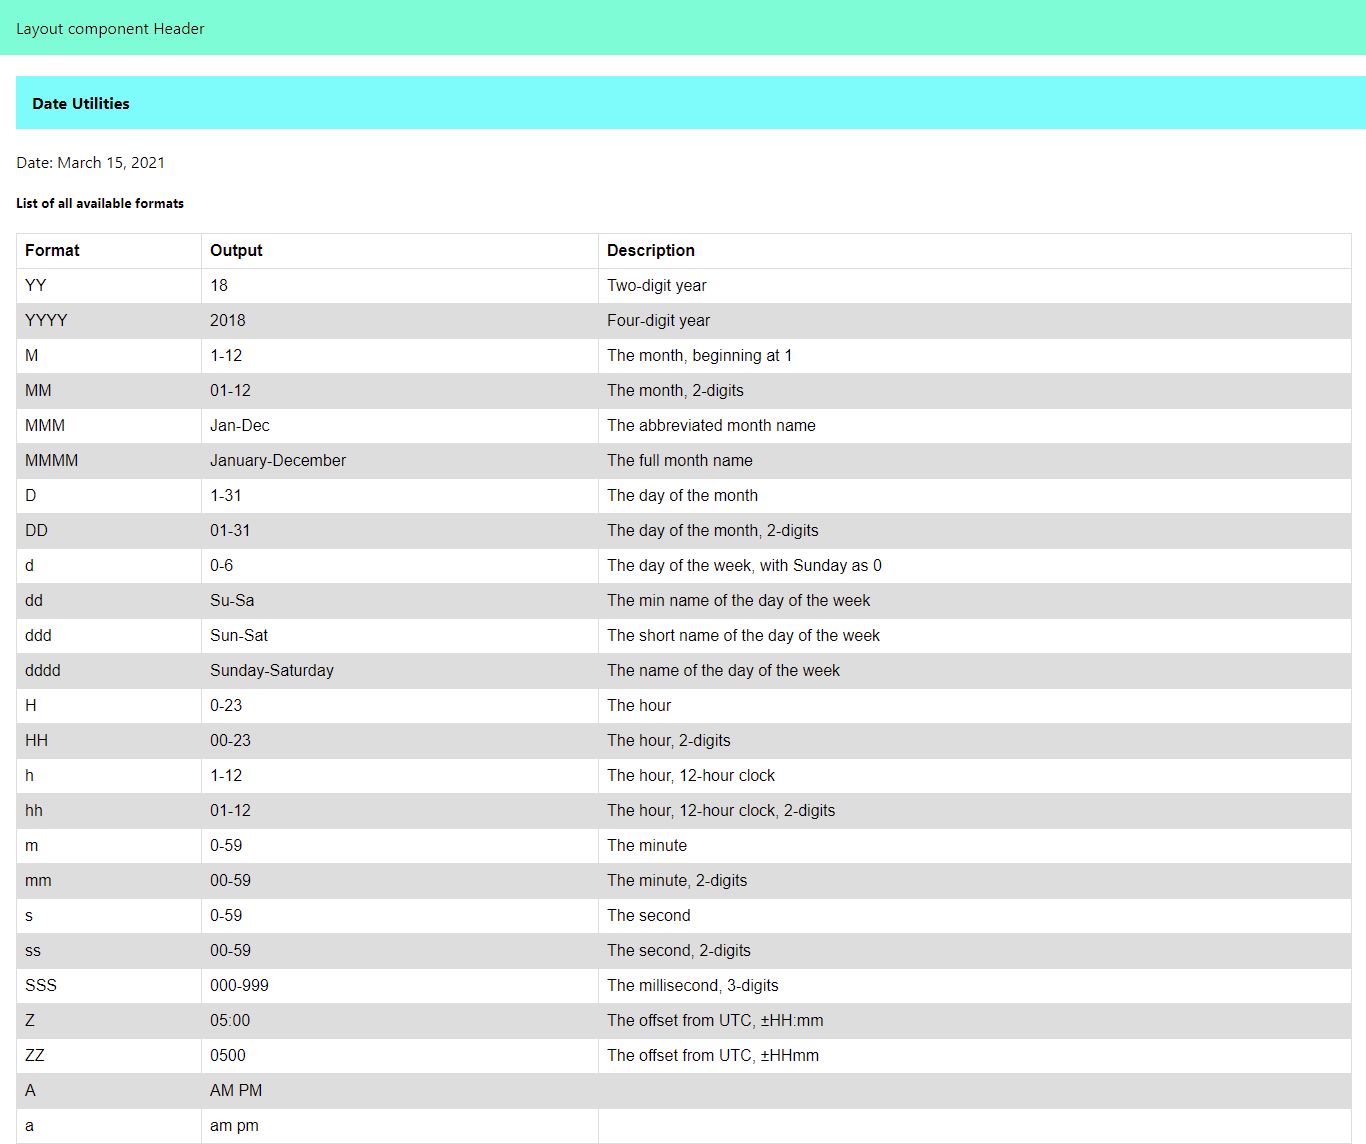 Layout component Header
Date Utilities
Date: March 15, 2021
List of all available formats
Format Output Description
YY 18 Two-digit year
YYYY 2018 Four-digit year
M 1-12 The month, beginning at 1
MM 01-12 The month, 2-digits
MMM Jan-Dec The abbreviated month name
MMMM January-December The full month name
D 1-31 The day of the month
DD 01-31 The day of the month, 2-digits
d 0-6 The day of the week, with Sunday as 0
dd Su-Sa The min name of the day of the week
ddd Sun-Sat The short name of the day of the week
dddd Sunday-Saturday The name of the day of the week
H 0-23 The hour
HH 00-23 The hour, 2-digits
h 1-12 The hour, 12-hour clock
hh 01-12 The hour, 12-hour clock, 2-digits
m 0-59 The minute
mm 00-59 The minute, 2-digits
s 0-59 The second
ss 00-59 The second, 2-digits
SSS 000-999 The millisecond, 3-digits
Z 05:00 The offset from UTC, ±HH:mm
ZZ 0500 The offset from UTC, ±HHmm
A AM PM
a am pm